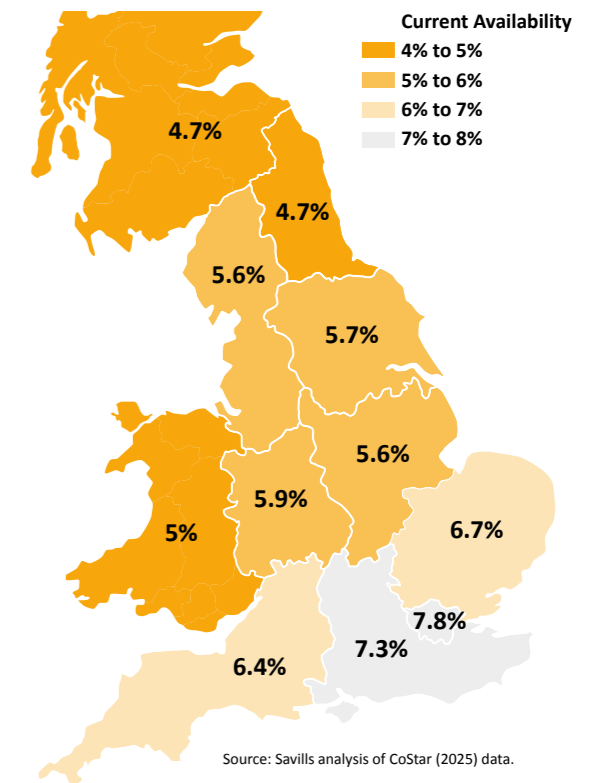 Current Availability
4% to 5%
5% to 6%
6% to 7%
7% to 8%
4.7%
4.7%
5.6%
5.7%
5.6%
5.9%
5%
6.7%
7.8%
7.3%
6.4%
Source: Savills analysis of CoStar (2025) data.